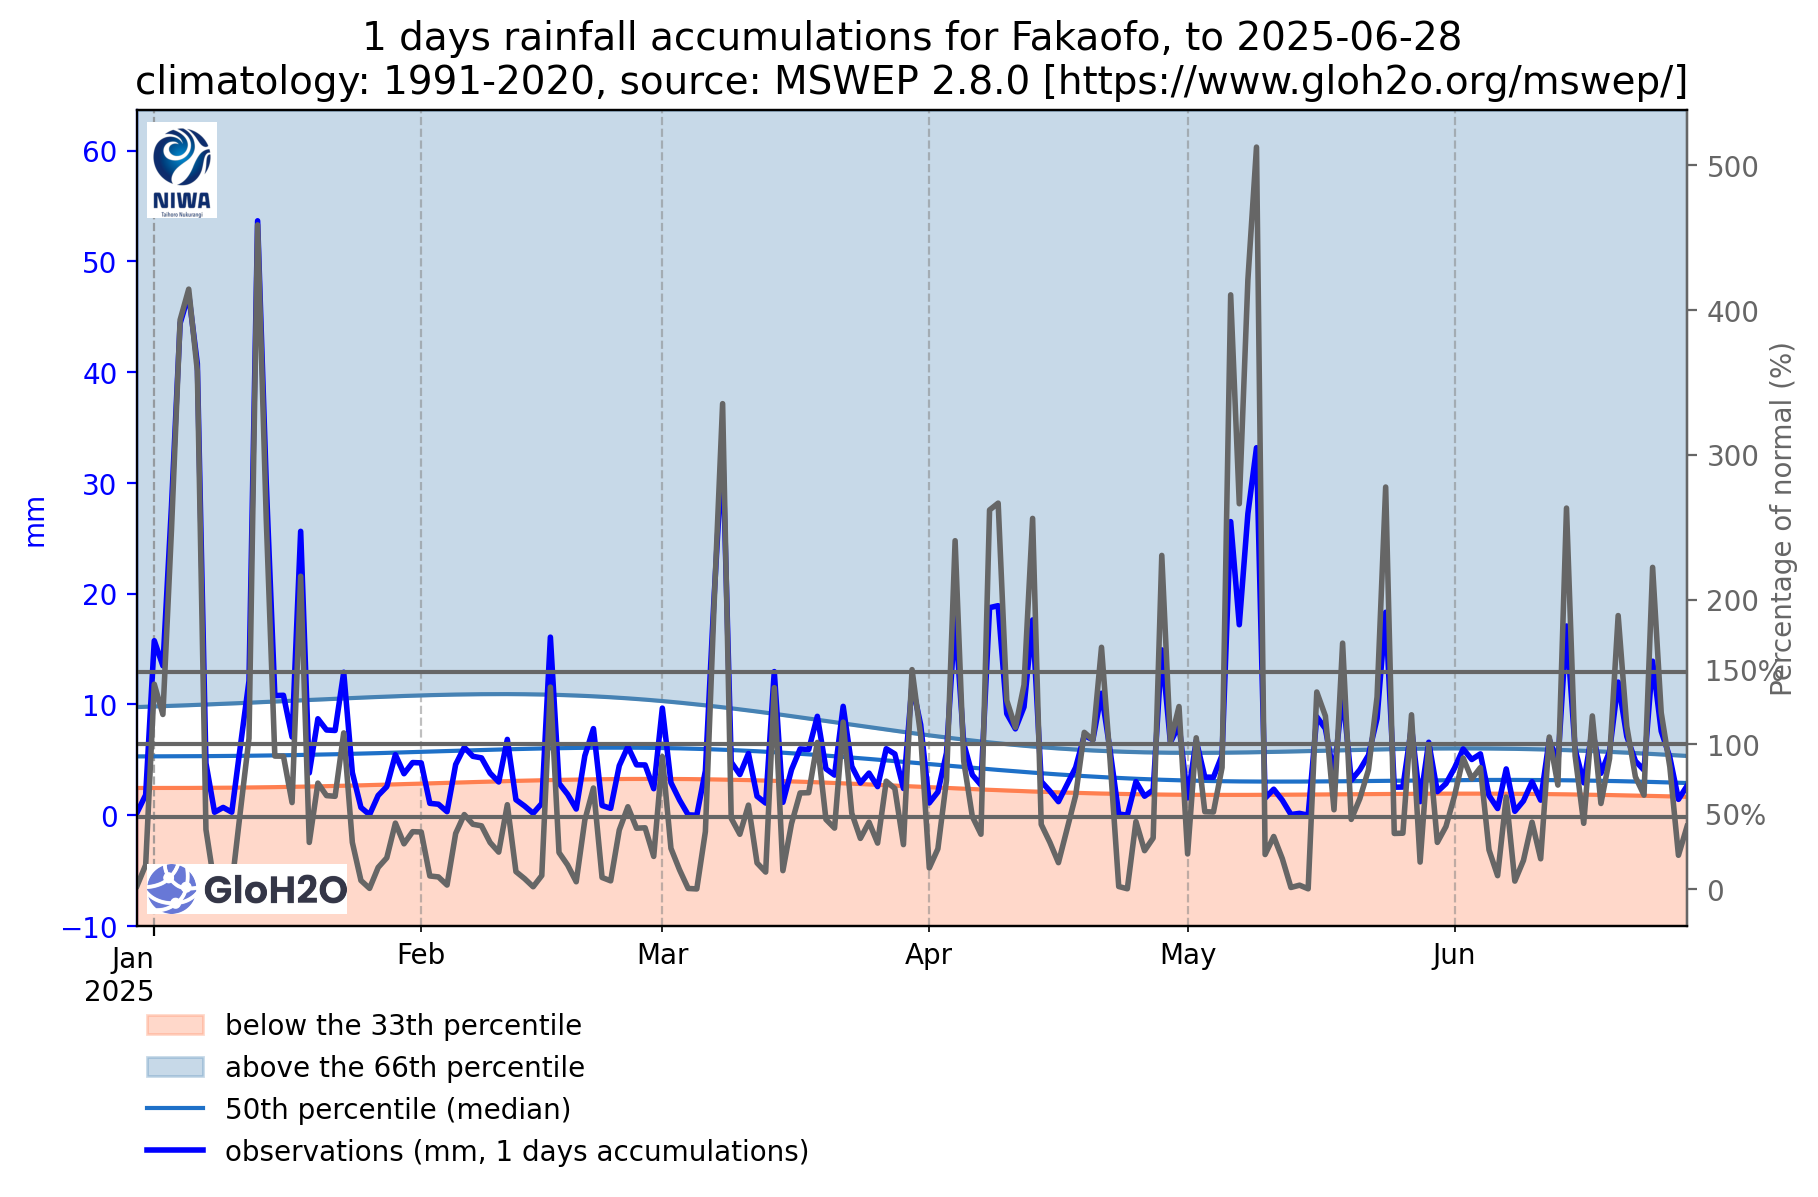 1 days rainfall accumulations for Fakaofo, to 2025-06-28
climatology: 1991-2020, source: MSWEP 2.8.0 [https://www.gloh2o.org/mswep/]
60
50
40
30
20
10
0
−10
mm
NIWA
Taihoro Nukurangi
GloH2O
500
400
300
200
150%
100
50%
0
Percentage of normal (%)
Jan
2025
Feb
Mar
Apr
May
Jun
below the 33th percentile
above the 66th percentile
50th percentile (median)
observations (mm, 1 days accumulations)